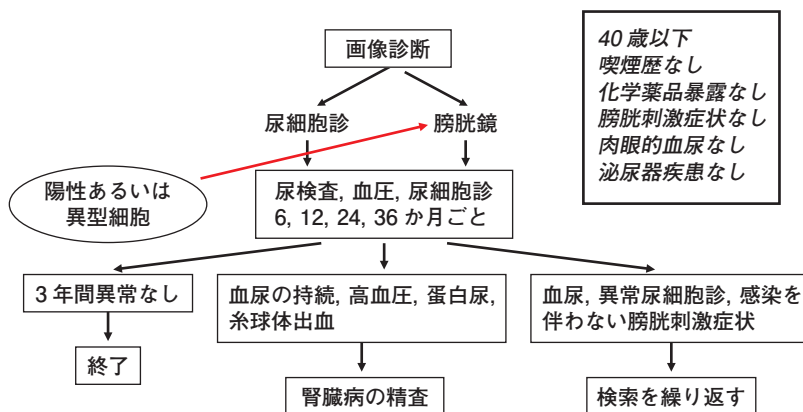 画像診断
40 歳以下
喫煙歴なし
化学薬品暴露なし
膀胱刺激症状なし
肉眼的血尿なし
泌尿器疾患なし
尿細胞診
膀胱鏡
陽性あるいは
異型細胞
尿検査, 血圧, 尿細胞診
6, 12, 24, 36 か月ごと
3 年間異常なし
血尿の持続, 高血圧, 蛋白尿,
糸球体出血
血尿, 異常尿細胞診, 感染を
伴わない膀胱刺激症状
終了
腎臓病の精査
検索を繰り返す